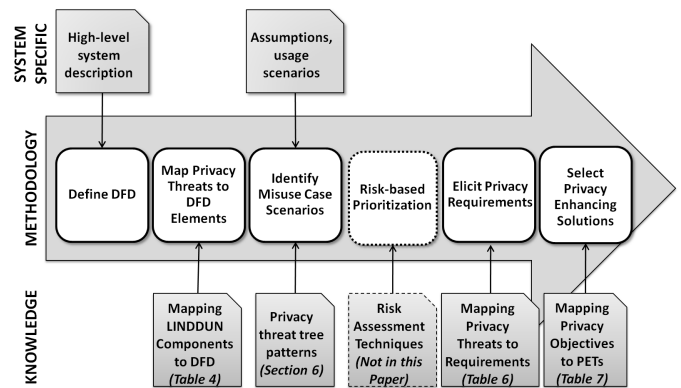 SYSTEM
SPECIFIC
High-level
system
description
Assumptions,
usage
scenarios
METHODOLOGY
Define DFD
Map Privacy
Threats to
DFD
Elements
Identify
Misuse Case
Scenarios
Risk-based
Prioritization
Elicit Privacy
Requirements
Select
Privacy
Enhancing
Solutions
KNOWLEDGE
Mapping
LINDDUN
Components
to DFD
(Table 4)
Privacy
threat tree
patterns
(Section 6)
Risk
Assessment
Techniques
(Not in this
Paper)
Mapping
Privacy
Threats to
Requirements
(Table 6)
Mapping
Privacy
Objectives
to PETs
(Table 7)